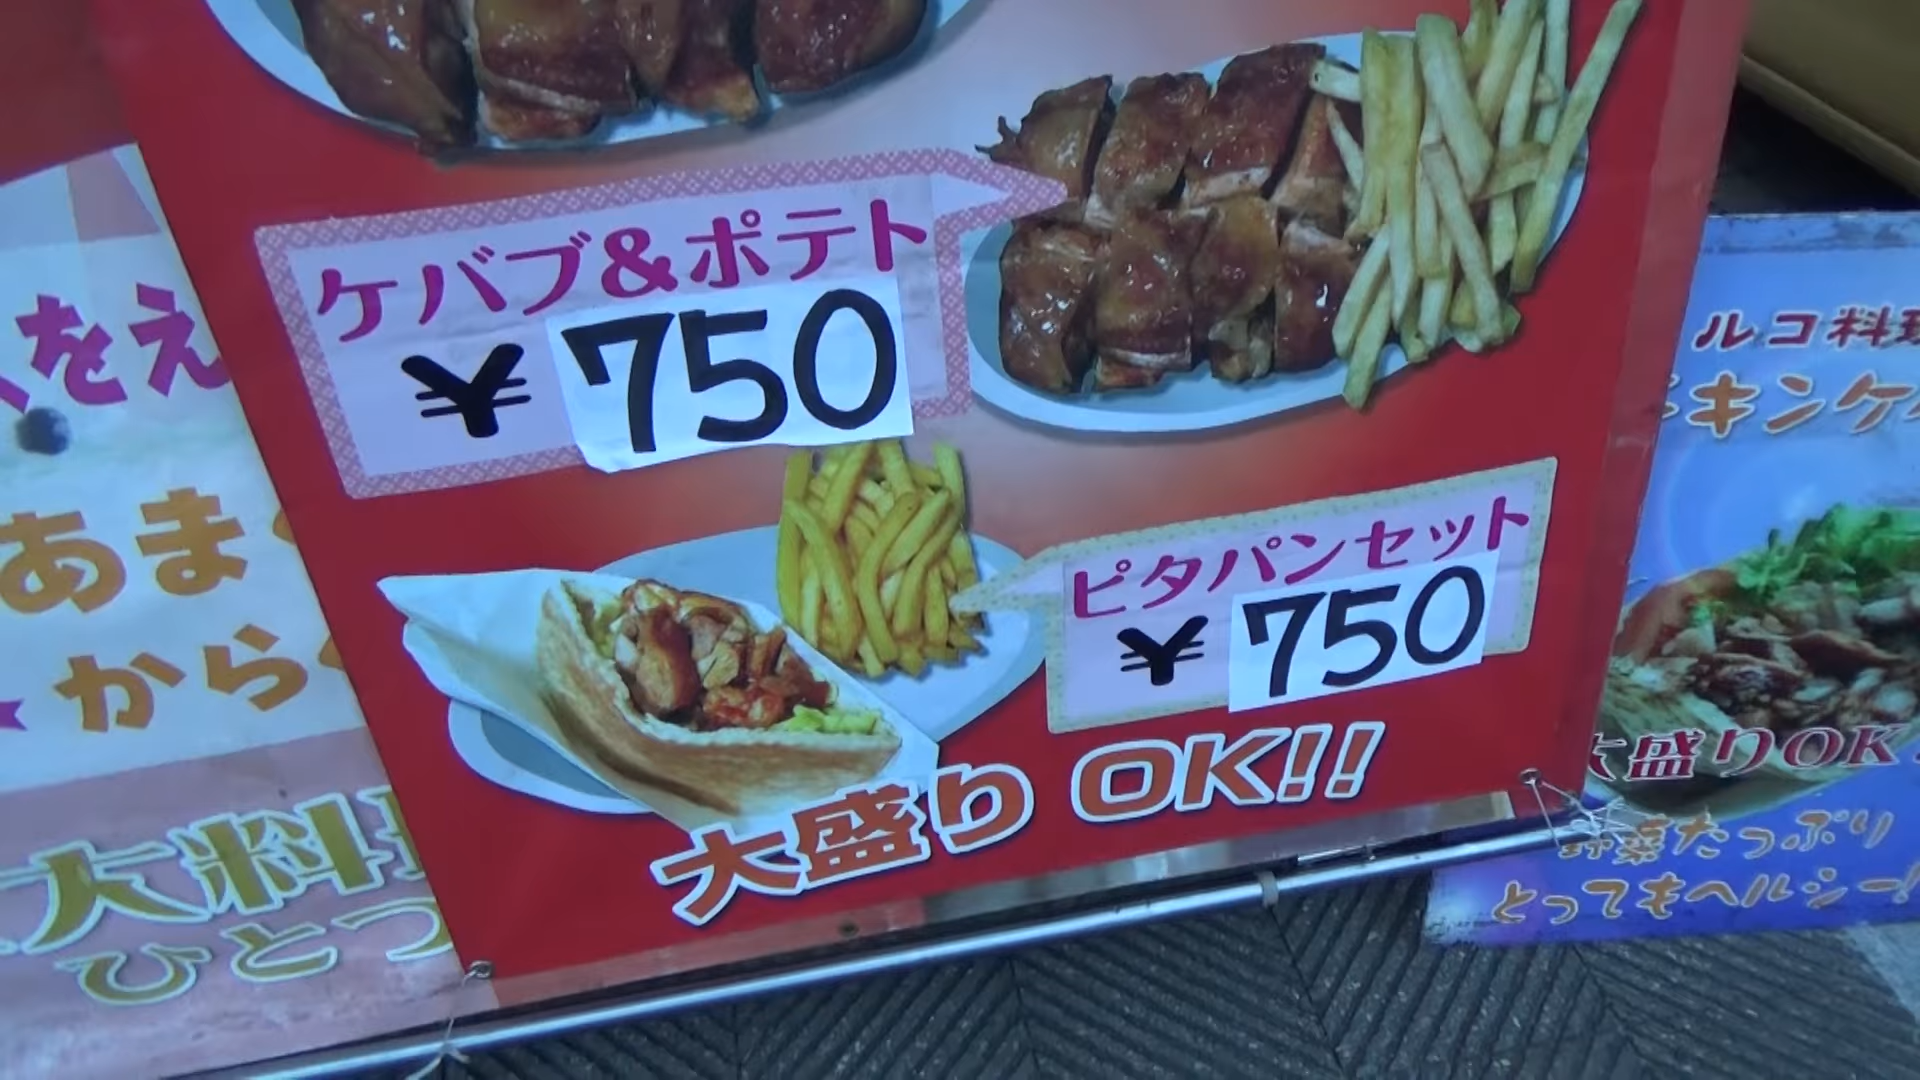 ケバブ&ポテト
¥750
ピタパンセット
¥750
大盛り OK!!
をえ
あま
から
大料
ひとつ
ルコ料理
キンケ
大盛りOK
野菜たっぷり
とってもヘルシー!